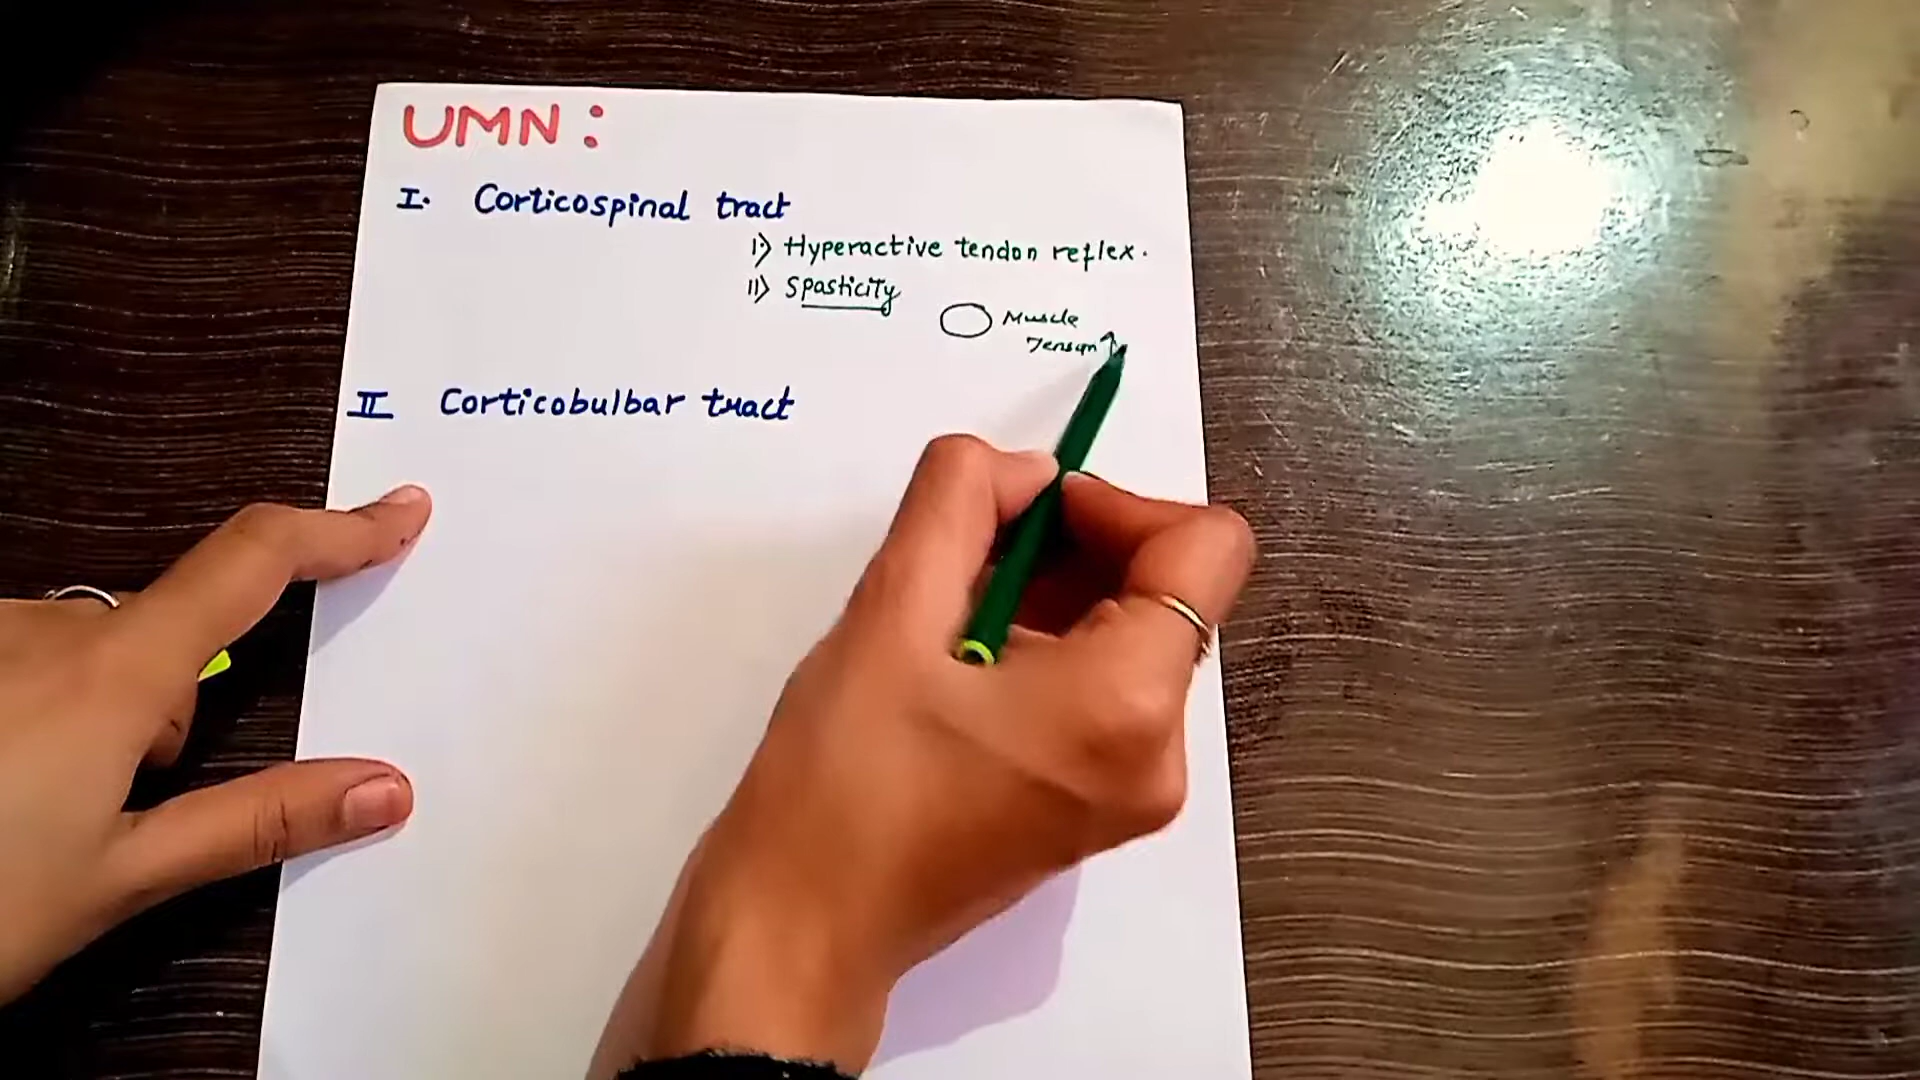 UMN:
I. Corticospinal tract
i) Hyperactive tendon reflex.
ii) Spasticity
Muscle
Tension ↑
II Corticobulbar tract